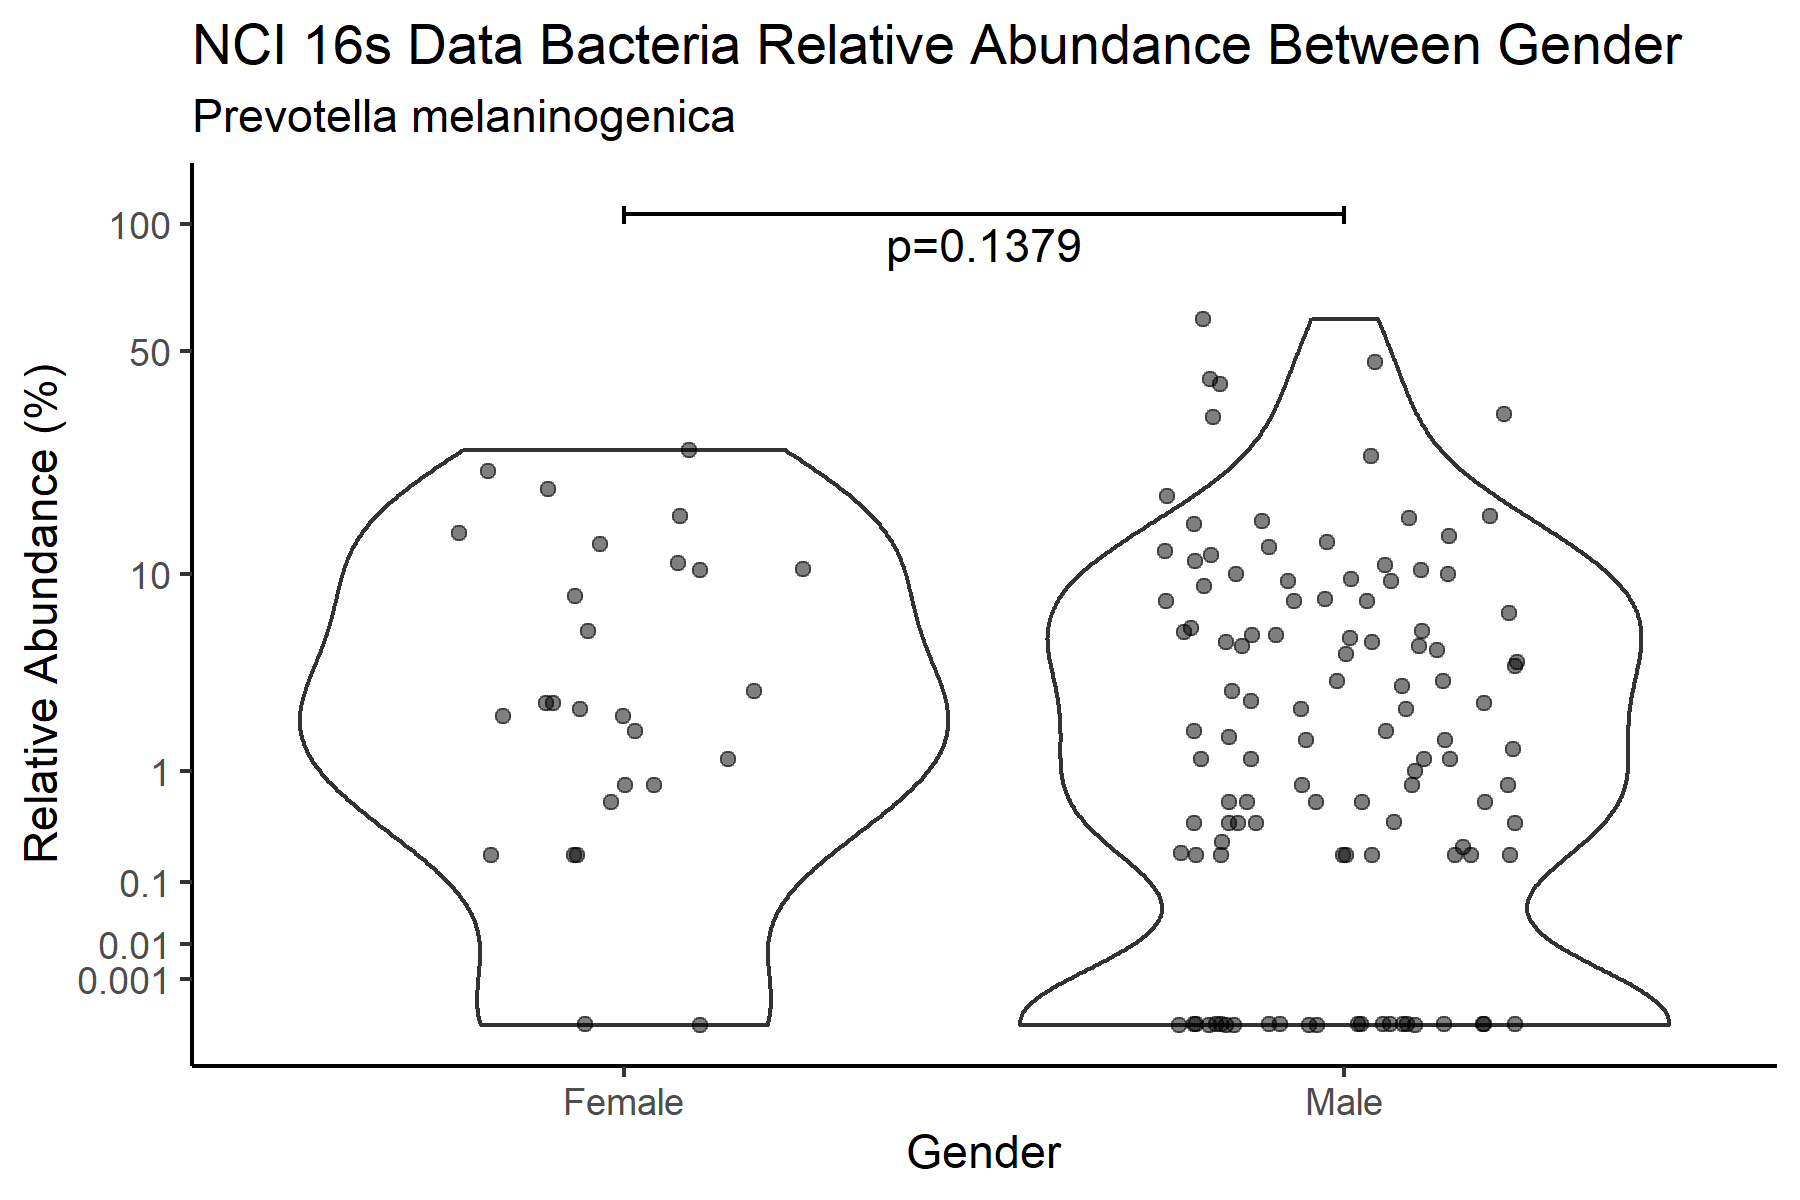 NCI 16s Data Bacteria Relative Abundance Between Gender
Prevotella melaninogenica
100
50
10
1
0.1
0.01
0.001
Relative Abundance (%)
p=0.1379
Female
Male
Gender